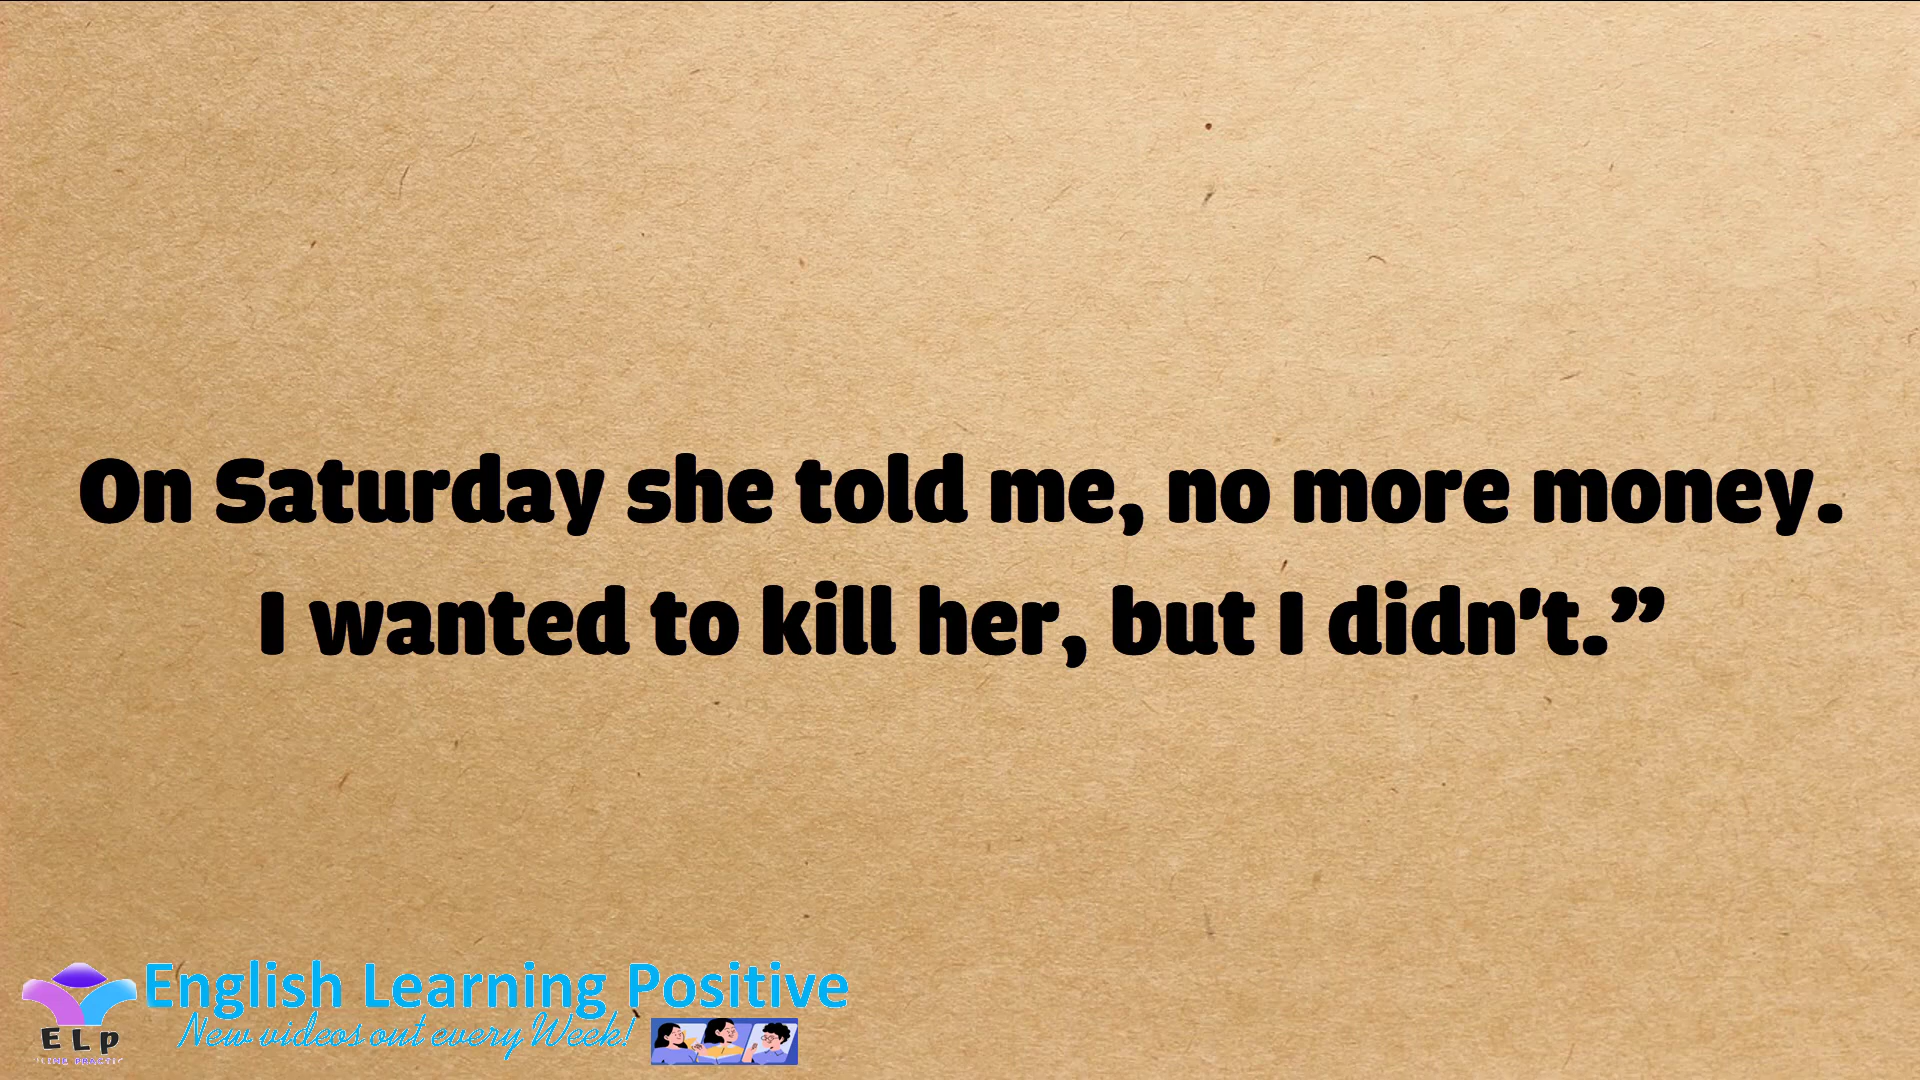 On Saturday she told me, no more money.
I wanted to kill her, but I didn't.”
English Learning Positive
New videos out every Week!
ELP